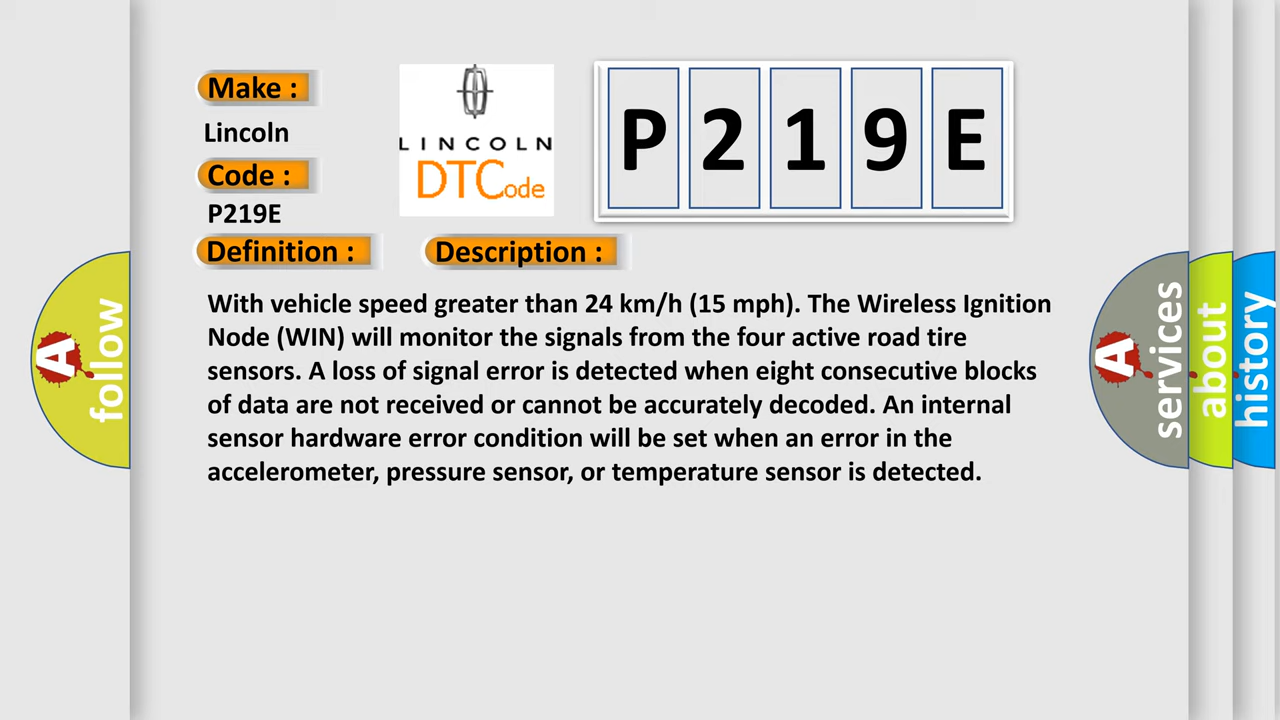 Make :
Lincoln
Code :
P219E
Definition :
Description :
LINCOLN
DTCode
P219E
With vehicle speed greater than 24 km/h (15 mph). The Wireless Ignition
Node (WIN) will monitor the signals from the four active road tire
sensors. A loss of signal error is detected when eight consecutive blocks
of data are not received or cannot be accurately decoded. An internal
sensor hardware error condition will be set when an error in the
accelerometer, pressure sensor, or temperature sensor is detected.
A follow
A services
about
history